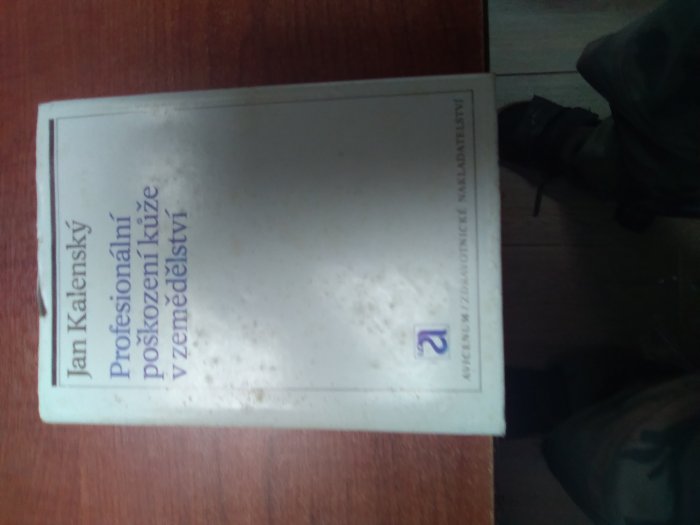 Jan Kalenský
Profesionální
poškození kůže
v zemědělství
a
AVICENUM/ZDRAVOTNICKÉ NAKLADATELSTVÍ